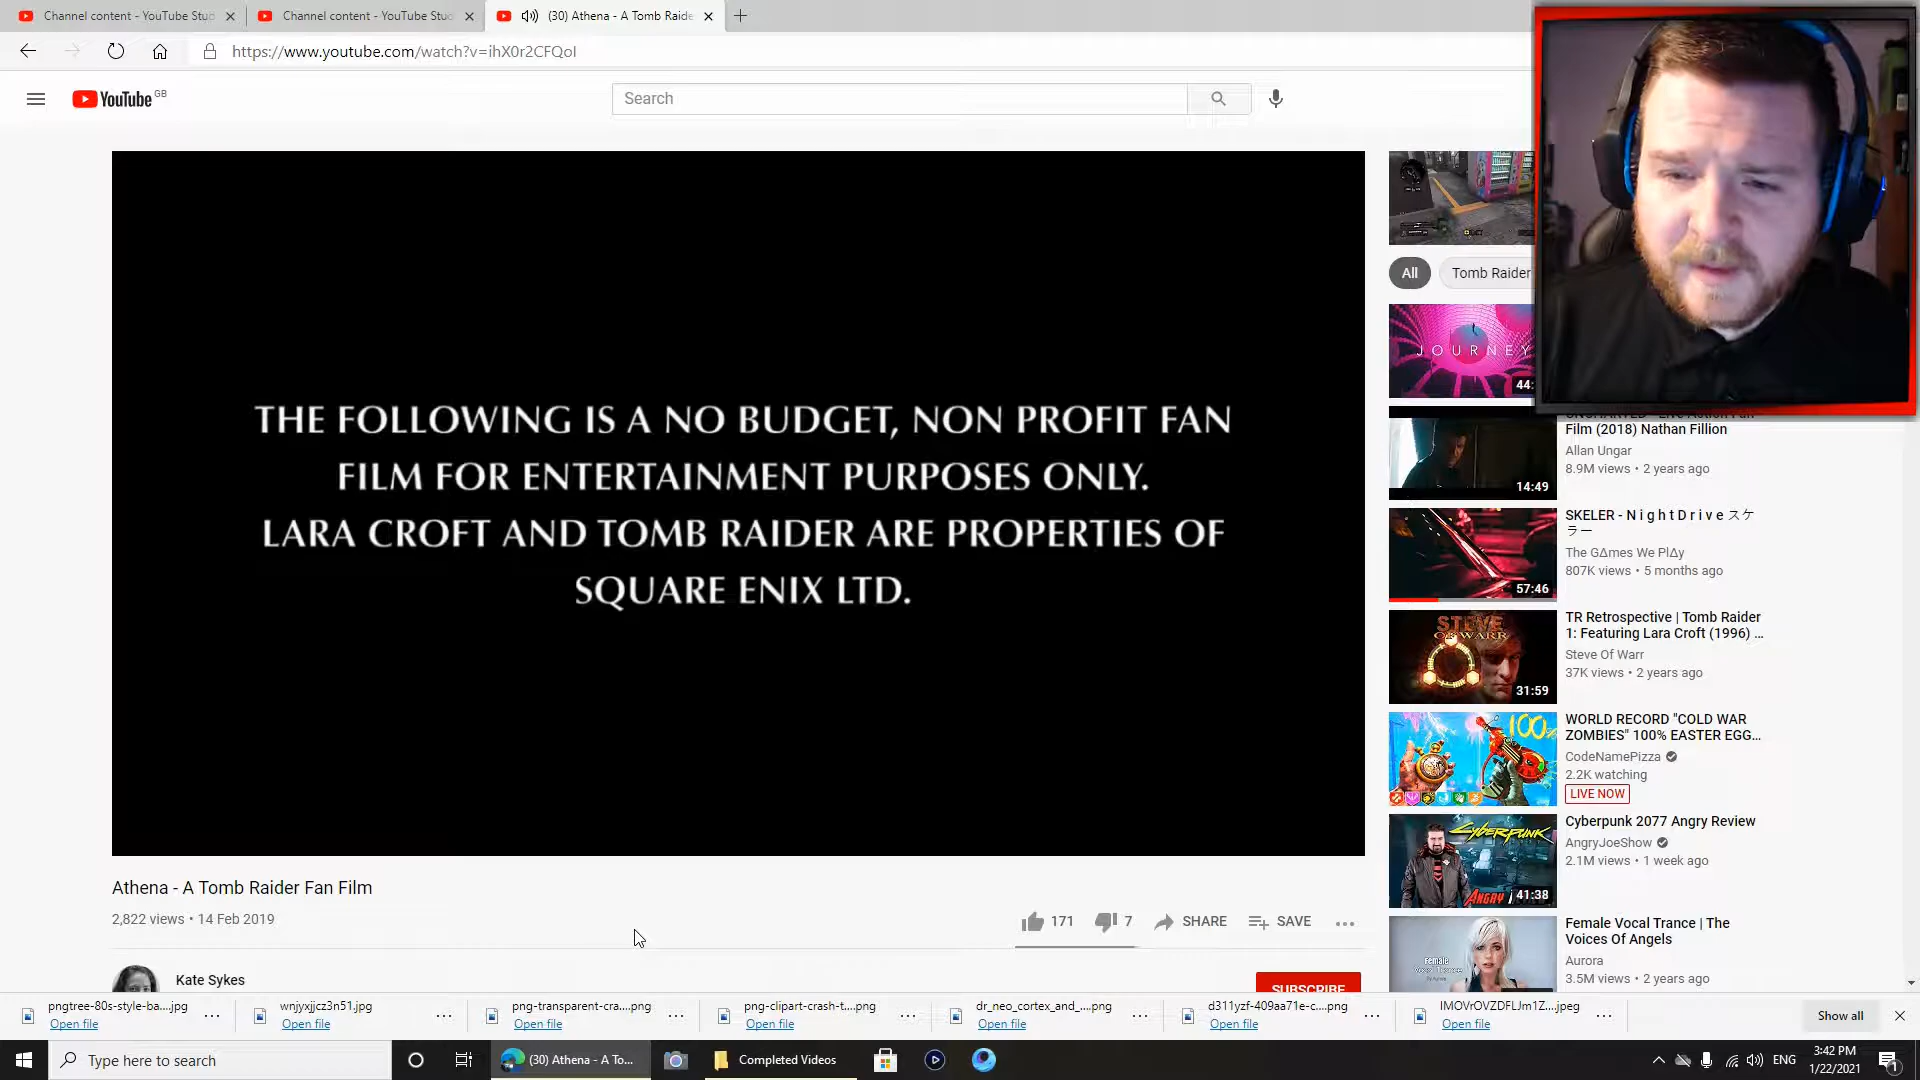 Channel content - YouTube Stu
Channel content - YouTube Stu
(30) Athena - A Tomb Raide
https://www.youtube.com/watch?v=ihX0r2CFQoI
YouTube GB
Search
THE FOLLOWING IS A NO BUDGET, NON PROFIT FAN
FILM FOR ENTERTAINMENT PURPOSES ONLY.
LARA CROFT AND TOMB RAIDER ARE PROPERTIES OF
SQUARE ENIX LTD.
Athena - A Tomb Raider Fan Film
2,822 views • 14 Feb 2019
171
7
SHARE
SAVE
Kate Sykes
SUBSCRIBE
All
Tomb Raider
JOURNEY
44:
Film (2018) Nathan Fillion
Allan Ungar
8.9M views • 2 years ago
14:49
SKELER - N i g h t D r i v e スケ
ラー
The GΔmes We PlΔy
807K views • 5 months ago
57:46
TR Retrospective | Tomb Raider
1: Featuring Lara Croft (1996) ...
Steve Of Warr
37K views • 2 years ago
STEVE
OF WARR
31:59
WORLD RECORD "COLD WAR
ZOMBIES" 100% EASTER EGG...
CodeNamePizza
2.2K watching
LIVE NOW
100%
Cyberpunk 2077 Angry Review
AngryJoeShow
2.1M views • 1 week ago
CYBERPUNK
ANGRY
41:38
Female Vocal Trance | The
Voices Of Angels
Aurora
3.5M views • 2 years ago
Female
pngtree-80s-style-ba....jpg
Open file
wnjyxjjcz3n51.jpg
Open file
png-transparent-cra....png
Open file
png-clipart-crash-t....png
Open file
dr_neo_cortex_and_....png
Open file
d311yzf-409aa71e-c....png
Open file
IMOVrOVZDFLJm1Z....jpeg
Open file
Show all
Type here to search
(30) Athena - A To...
Completed Videos
ENG
3:42 PM
1/22/2021
1